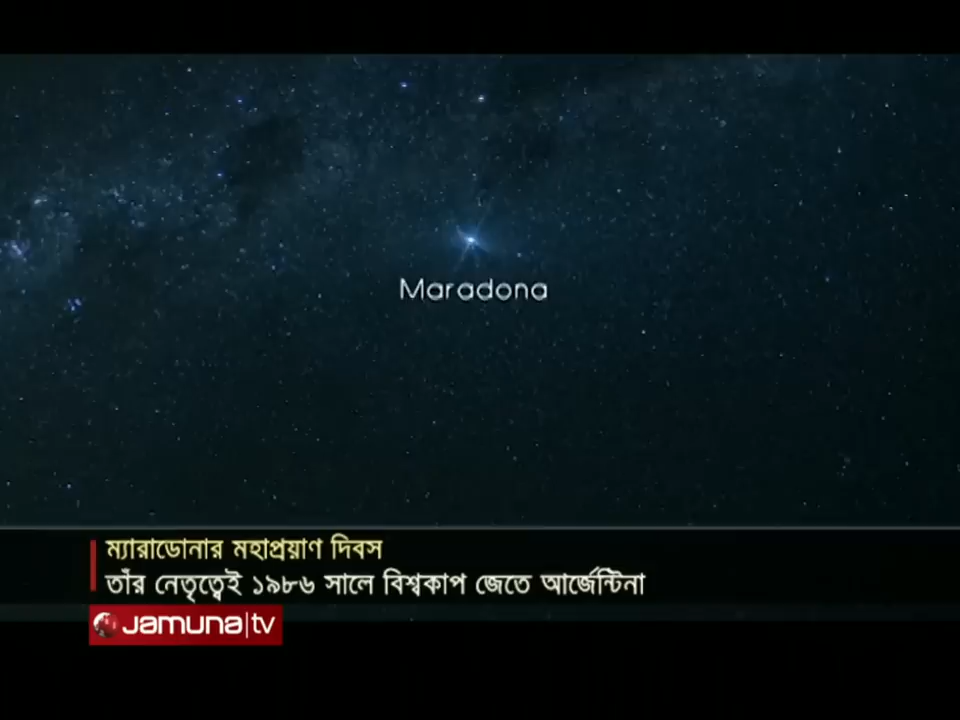 Maradona
ম্যারাডোনার মহাপ্রয়াণ দিবস
তাঁর নেতৃত্বেই ১৯৮৬ সালে বিশ্বকাপ জেতে আর্জেন্টিনা
Jamuna|tv